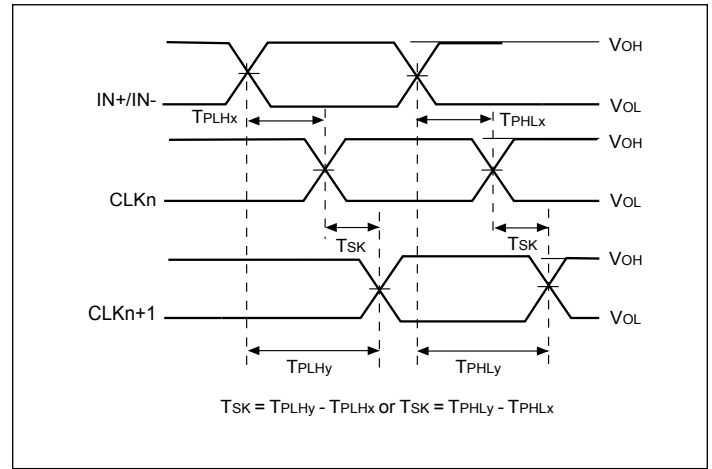 VOH
IN+/IN-
VOL
TPLHx
TPHLx
VOH
CLKn
VOL
TSK
TSK
VOH
CLKn+1
VOL
TPLHy
TPHLy
TSK = TPLHy - TPLHx or TSK = TPHLy - TPHLx